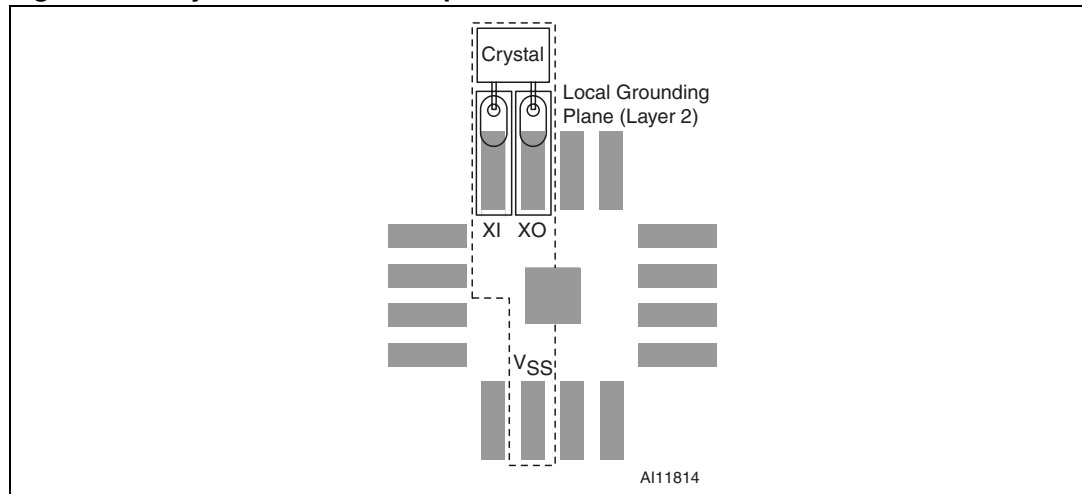 Crystal
Local Grounding
Plane (Layer 2)
XI XO
VSS
AI11814